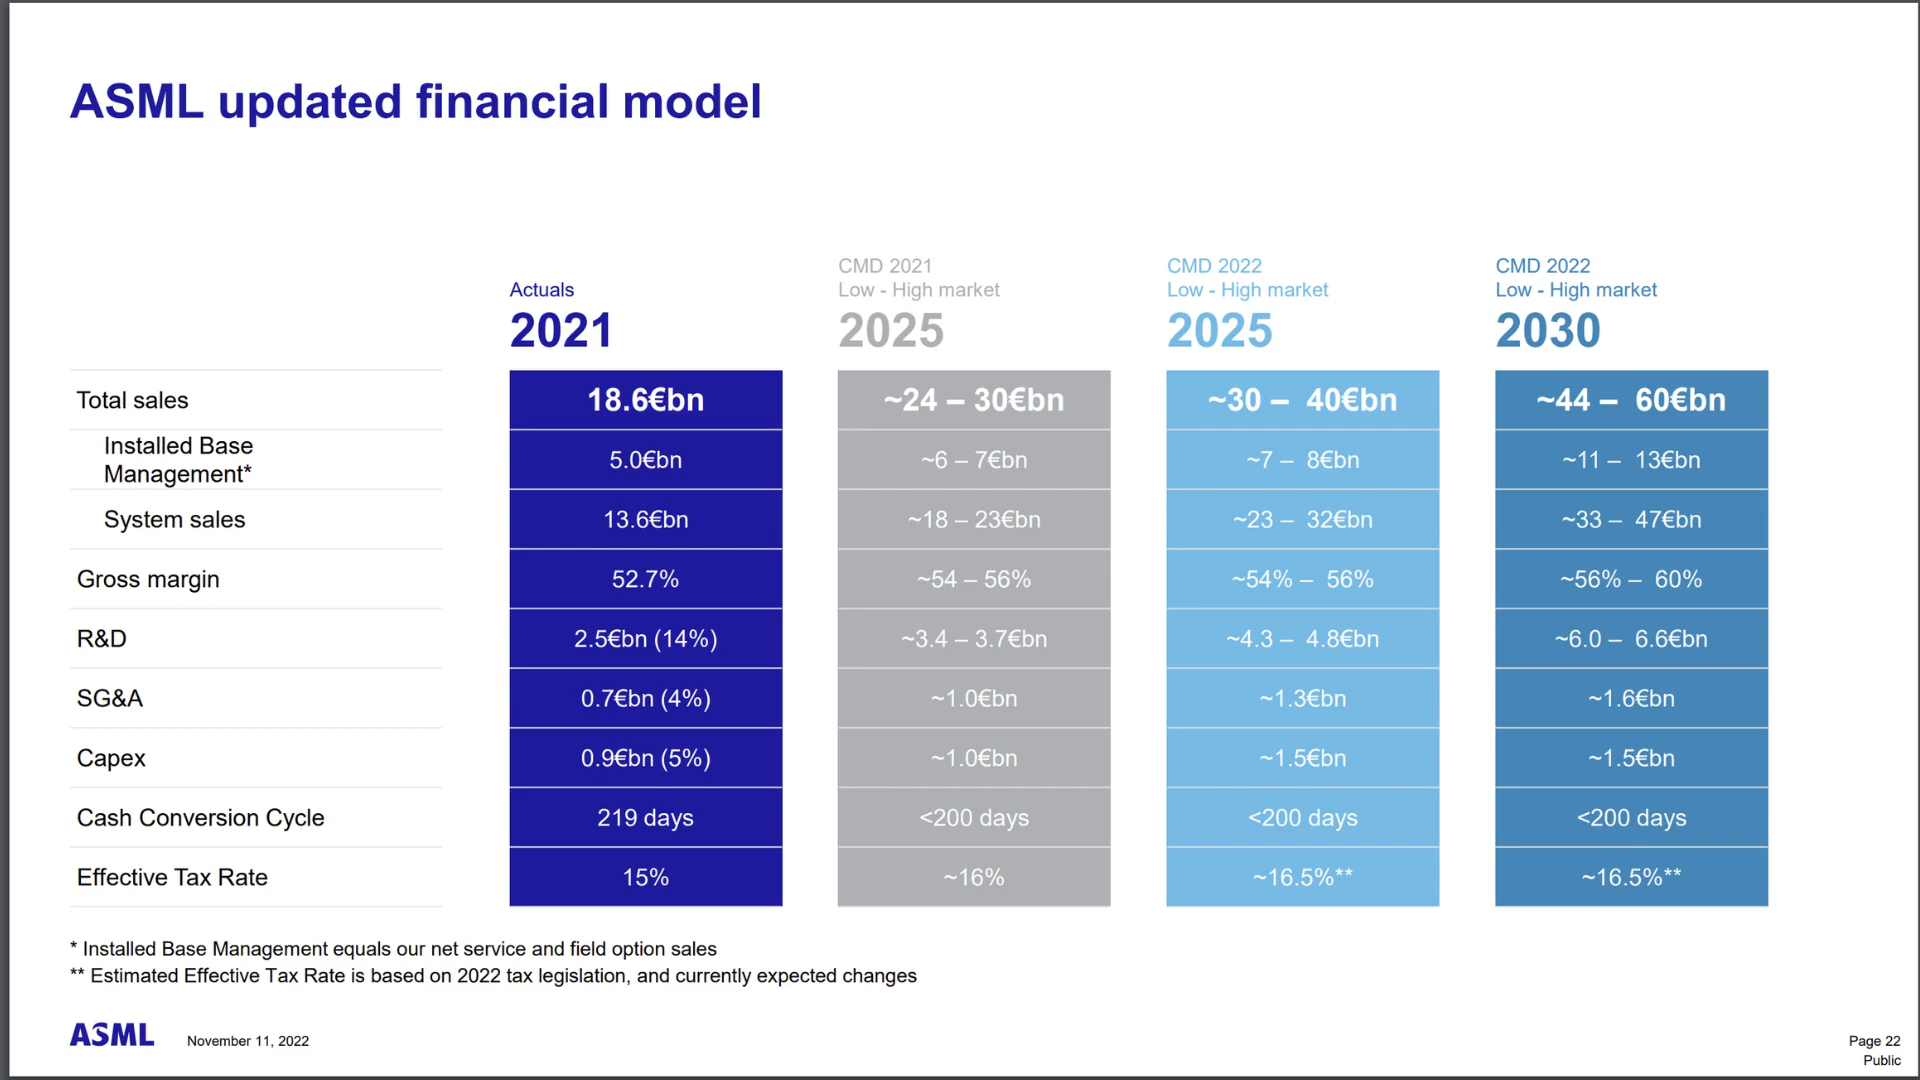 ASML updated financial model
Actuals
2021
CMD 2021
Low - High market
2025
CMD 2022
Low - High market
2025
CMD 2022
Low - High market
2030
Total sales 18.6€bn ~24 – 30€bn ~30 – 40€bn ~44 – 60€bn
Installed Base
Management* 5.0€bn ~6 – 7€bn ~7 – 8€bn ~11 – 13€bn
System sales 13.6€bn ~18 – 23€bn ~23 – 32€bn ~33 – 47€bn
Gross margin 52.7% ~54 – 56% ~54% – 56% ~56% – 60%
R&D 2.5€bn (14%) ~3.4 – 3.7€bn ~4.3 – 4.8€bn ~6.0 – 6.6€bn
SG&A 0.7€bn (4%) ~1.0€bn ~1.3€bn ~1.6€bn
Capex 0.9€bn (5%) ~1.0€bn ~1.5€bn ~1.5€bn
Cash Conversion Cycle 219 days <200 days <200 days <200 days
Effective Tax Rate 15% ~16% ~16.5%** ~16.5%**
* Installed Base Management equals our net service and field option sales
** Estimated Effective Tax Rate is based on 2022 tax legislation, and currently expected changes
ASML November 11, 2022
Page 22
Public